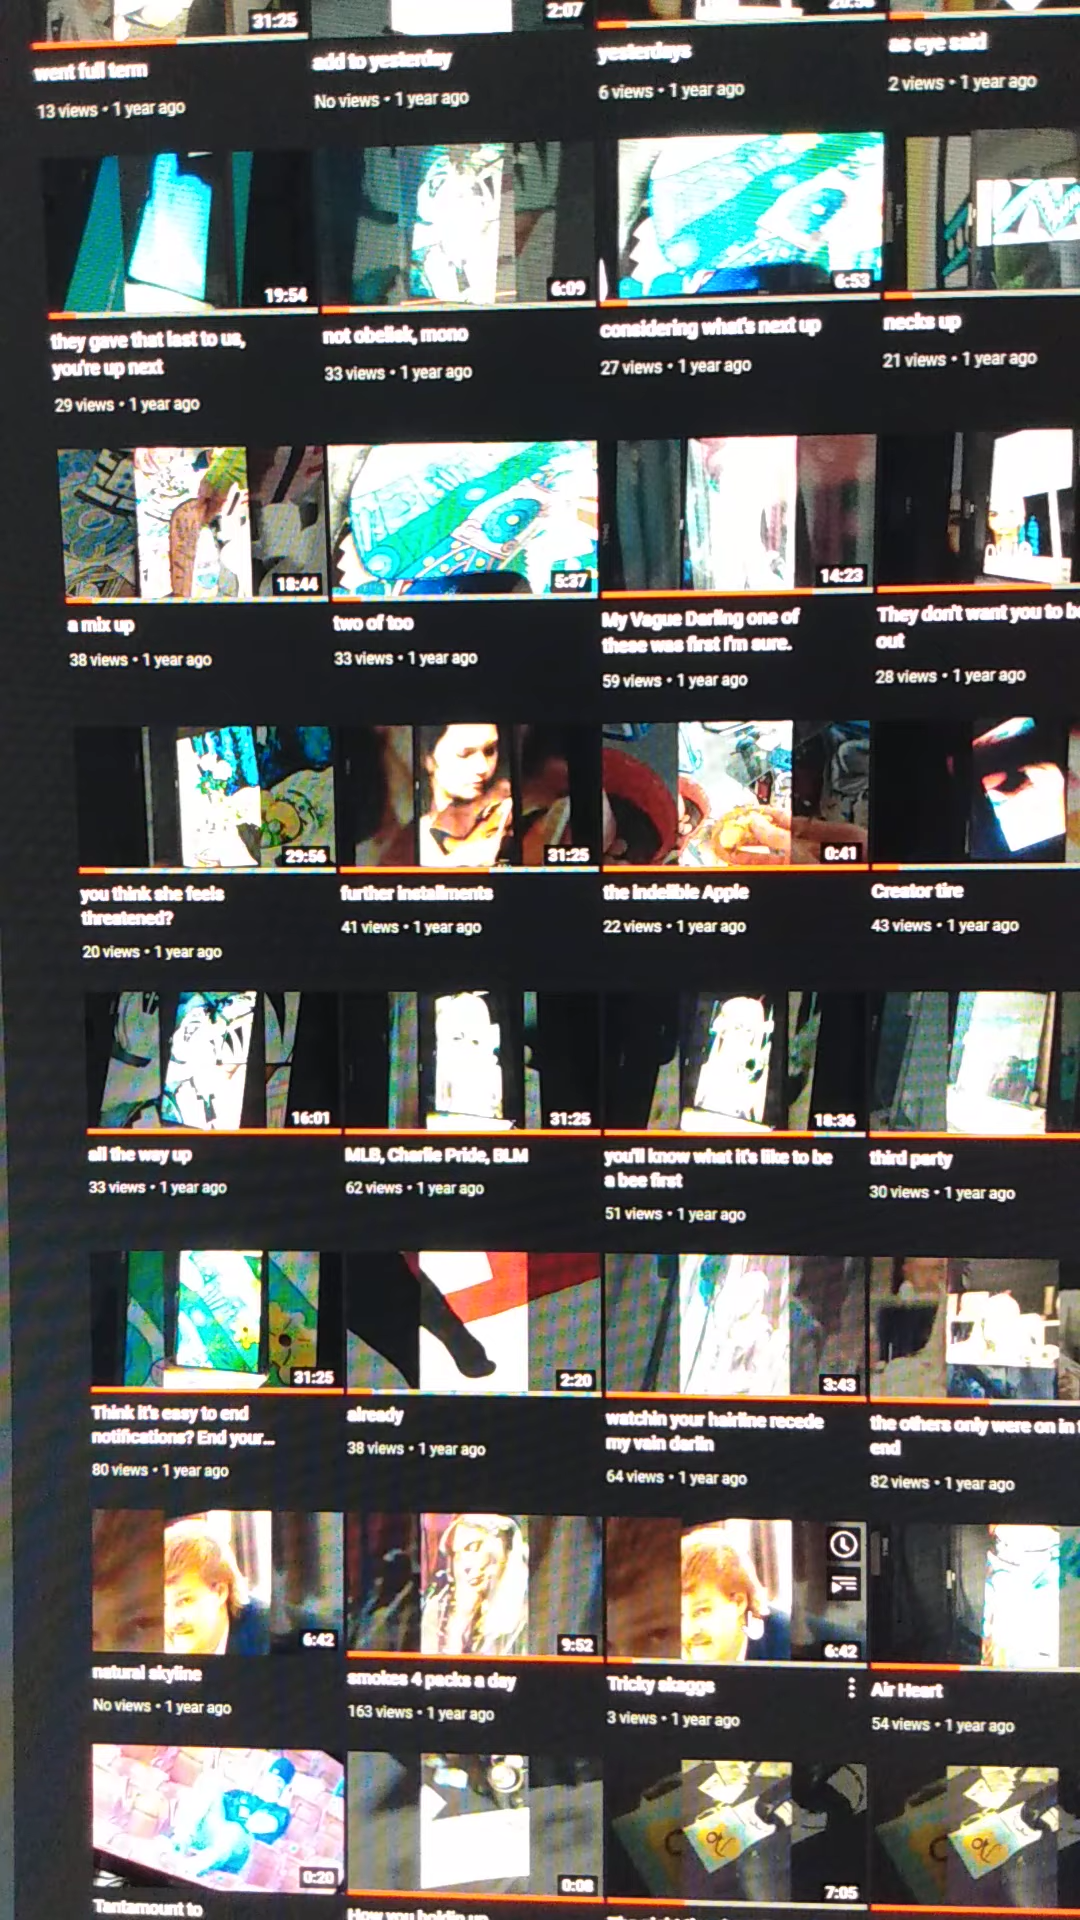 31:25
2:07
went full term
13 views • 1 year ago
add to yesterday
No views • 1 year ago
yesterdays
6 views • 1 year ago
as eye said
2 views • 1 year ago
19:54
6:09
6:53
they gave that last to us,
you're up next
29 views • 1 year ago
not obelisk, mono
33 views • 1 year ago
considering what's next up
27 views • 1 year ago
necks up
21 views • 1 year ago
18:44
5:37
14:23
a mix up
38 views • 1 year ago
two of too
33 views • 1 year ago
My Vague Darling one of
these was first I'm sure.
59 views • 1 year ago
They don't want you to
out
28 views • 1 year ago
29:56
31:25
0:41
you think she feels
threatened?
20 views • 1 year ago
further installments
41 views • 1 year ago
the indelible Apple
22 views • 1 year ago
Creator tire
43 views • 1 year ago
16:01
31:25
18:36
all the way up
33 views • 1 year ago
MLB, Charlie Pride, BLM
62 views • 1 year ago
you'll know what it's like to be
a bee first
51 views • 1 year ago
third party
30 views • 1 year ago
31:25
2:20
3:43
Think it's easy to end
notifications? End your...
80 views • 1 year ago
already
38 views • 1 year ago
watchin your hairline recede
my vain darlin
64 views • 1 year ago
the others only were on in
end
82 views • 1 year ago
6:42
9:52
6:42
natural skyline
No views • 1 year ago
smokes 4 packs a day
163 views • 1 year ago
Tricky skaggs
3 views • 1 year ago
Air Heart
54 views • 1 year ago
0:20
0:08
7:05
Tantamount to
How you holdin up